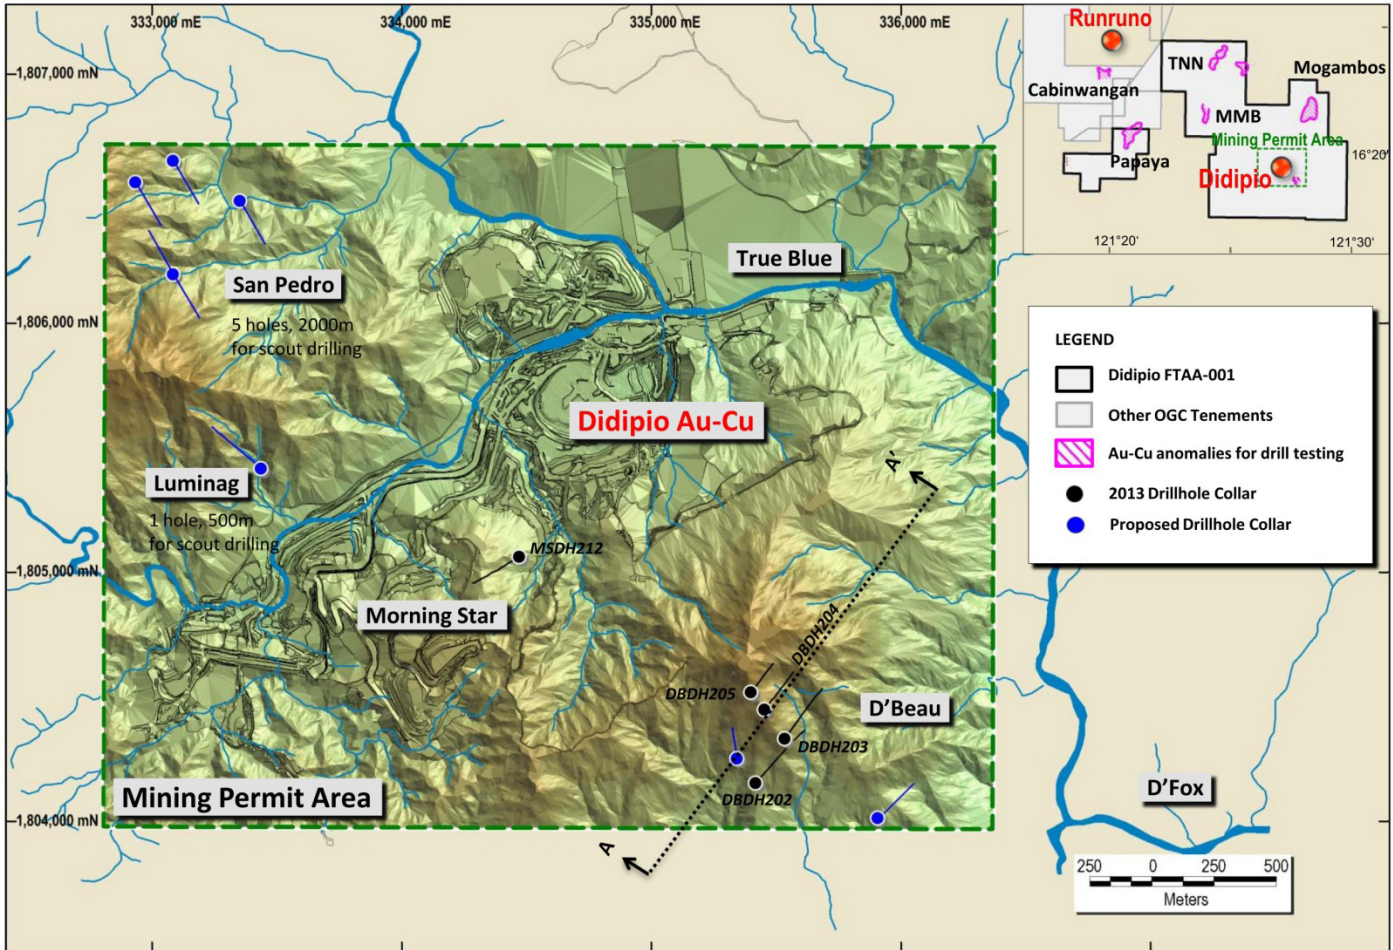 333,000 mE
334,000 mE
335,000 mE
336,000 mE
1,807,000 mN
1,806,000 mN
1,805,000 mN
1,804,000 mN
Runruno
TNN
Mogambos
Cabinwangan
MMB
Mining Permit Area
Papaya
Didipio
16°20'
121°20'
121°30'
San Pedro
5 holes, 2000m
for scout drilling
True Blue
Didipio Au-Cu
Luminag
1 hole, 500m
for scout drilling
A'
MSDH212
Morning Star
DBDH204
DBDH205
D'Beau
DBDH203
DBDH202
Mining Permit Area
A
D'Fox
LEGEND
Didipio FTAA-001
Other OGC Tenements
Au-Cu anomalies for drill testing
2013 Drillhole Collar
Proposed Drillhole Collar
250 0 250 500
Meters